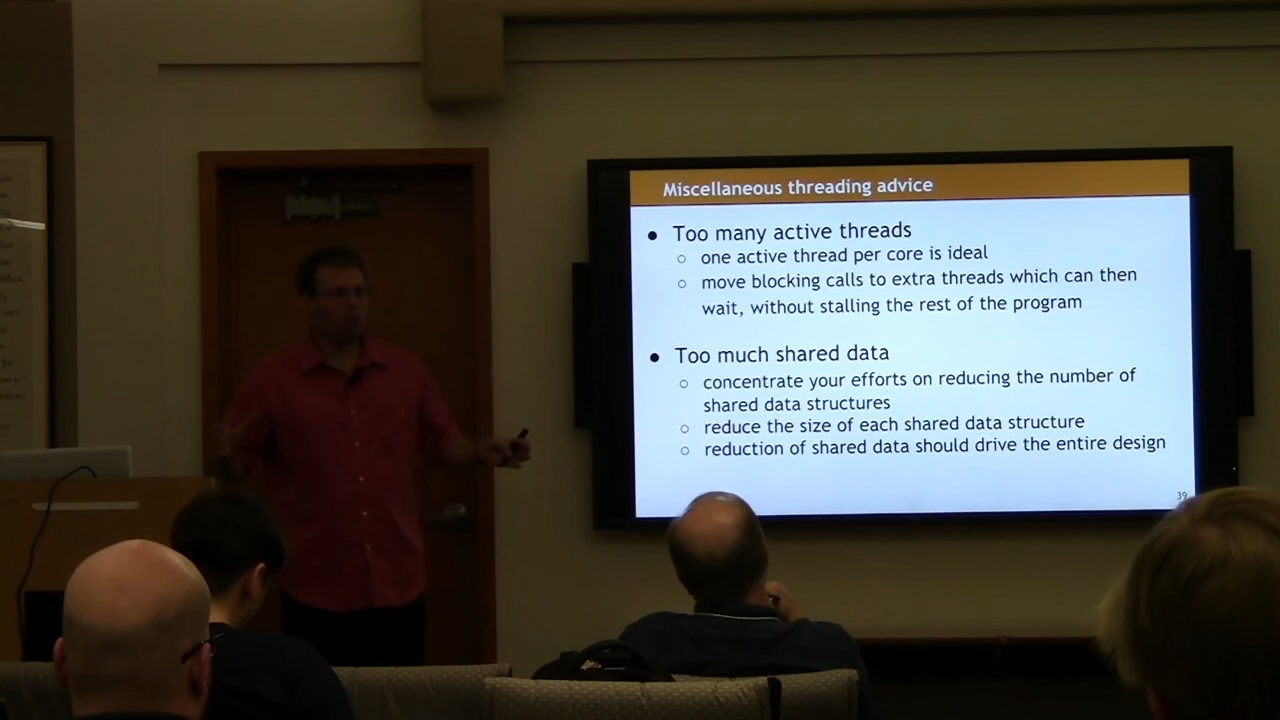 Miscellaneous threading advice
● Too many active threads
○ one active thread per core is ideal
○ move blocking calls to extra threads which can then
wait, without stalling the rest of the program
● Too much shared data
○ concentrate your efforts on reducing the number of
shared data structures
○ reduce the size of each shared data structure
○ reduction of shared data should drive the entire design
39